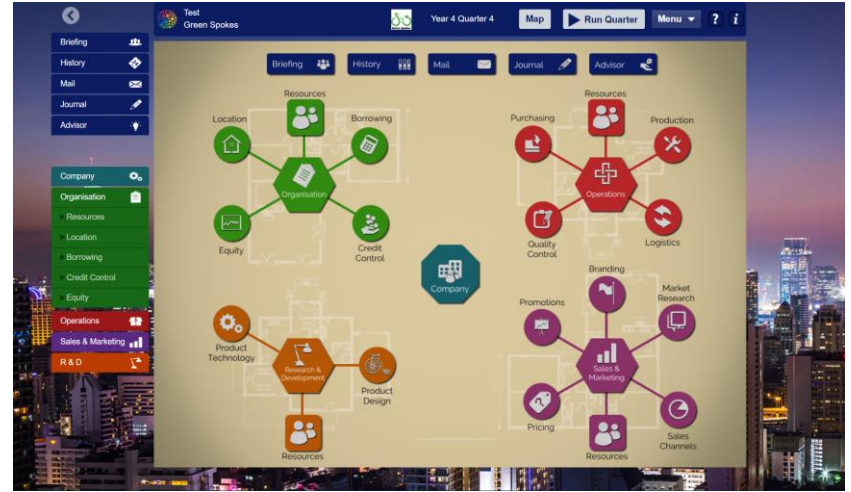 Test
Green Spokes
Year 4 Quarter 4
Map
Run Quarter
Menu
?
i
Briefing
History
Mail
Journal
Advisor
Company
Organisation
Resources
Location
Borrowing
Credit Control
Equity
Operations
Sales & Marketing
R & D
Briefing
History
Mail
Journal
Advisor
Resources
Location
Borrowing
Organisation
Equity
Credit
Control
Resources
Purchasing
Production
Operations
Quality
Control
Logistics
Company
Product
Technology
Research &
Development
Product
Design
Resources
Branding
Promotions
Market
Research
Sales &
Marketing
Pricing
Sales
Channels
Resources